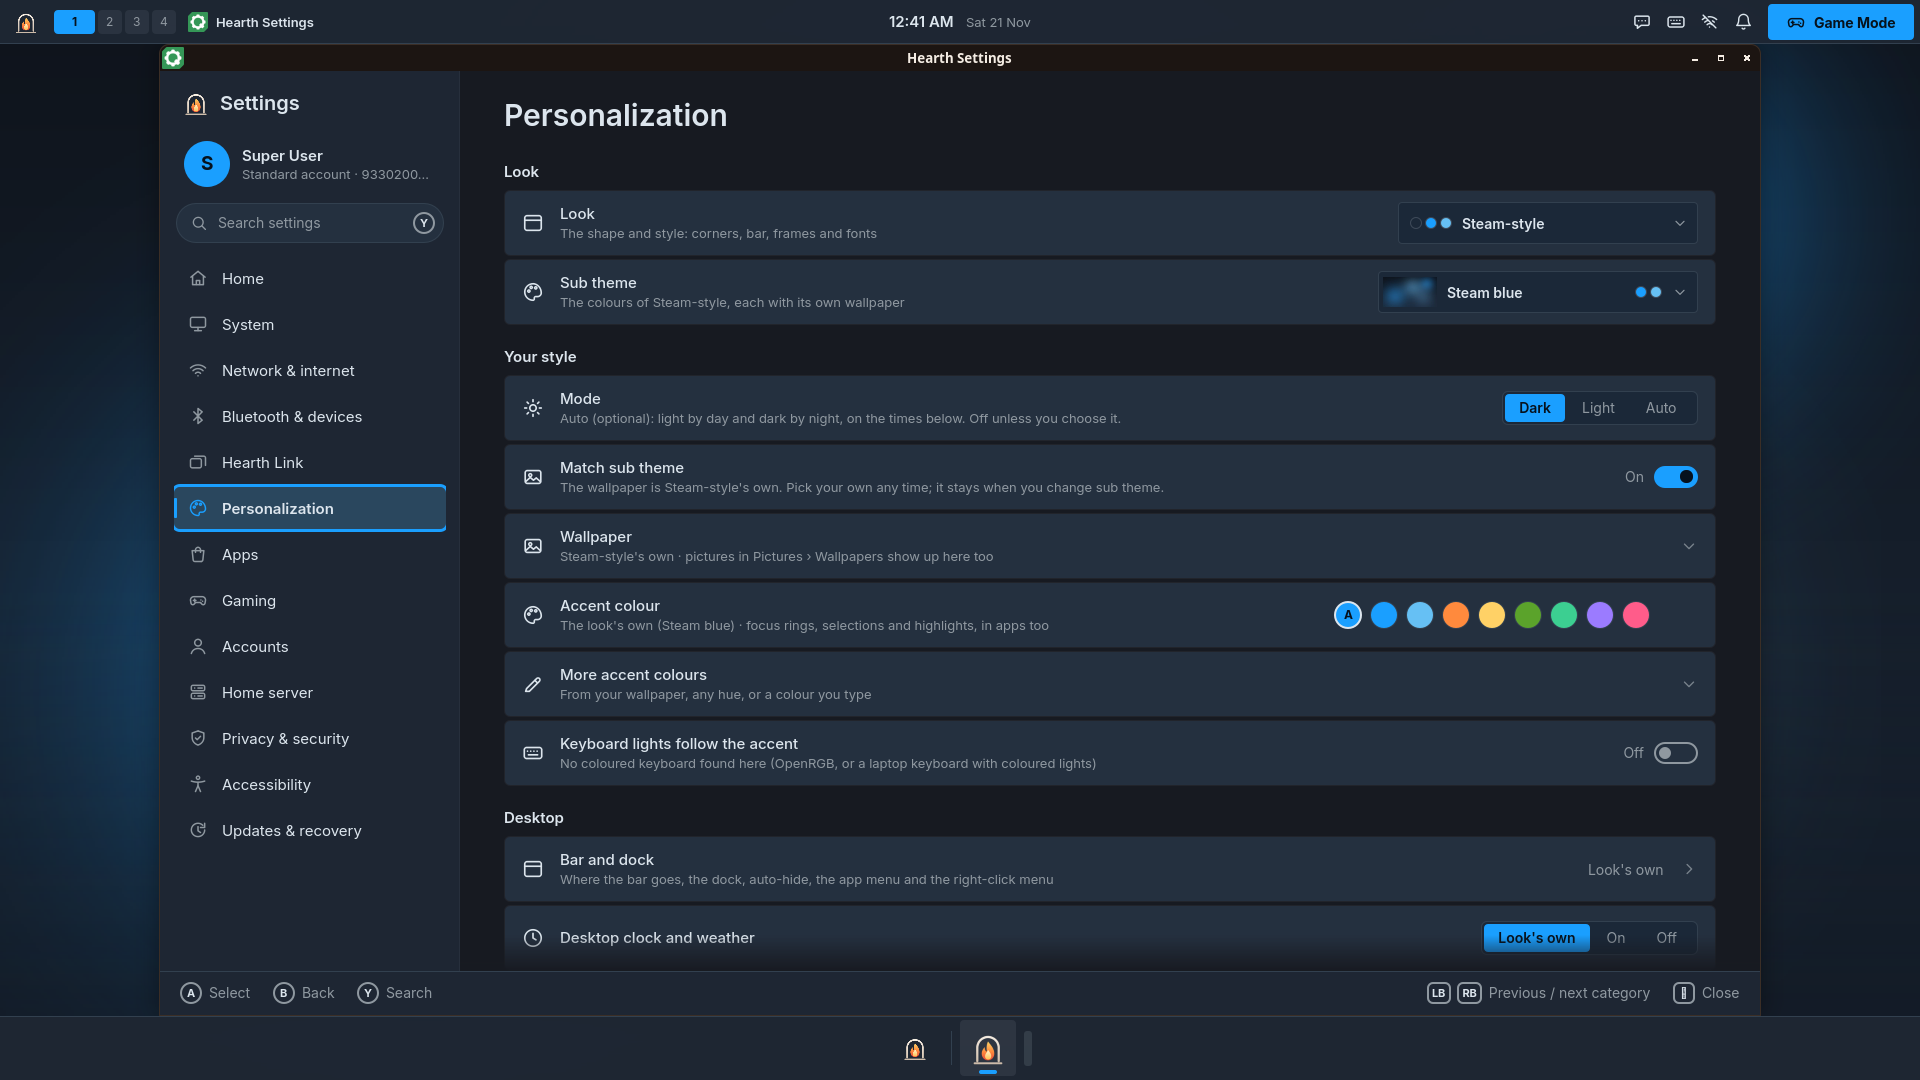 1 2 3 4 Hearth Settings
12:41 AM Sat 21 Nov
Game Mode
Hearth Settings
Settings
S
Super User
Standard account · 9330200...
Search settings Y
Home
System
Network & internet
Bluetooth & devices
Hearth Link
Personalization
Apps
Gaming
Accounts
Home server
Privacy & security
Accessibility
Updates & recovery
Personalization
Look
Look
The shape and style: corners, bar, frames and fonts
Steam-style
Sub theme
The colours of Steam-style, each with its own wallpaper
Steam blue
Your style
Mode
Auto (optional): light by day and dark by night, on the times below. Off unless you choose it.
Dark Light Auto
Match sub theme
The wallpaper is Steam-style's own. Pick your own any time; it stays when you change sub theme.
On
Wallpaper
Steam-style's own · pictures in Pictures › Wallpapers show up here too
Accent colour
The look's own (Steam blue) · focus rings, selections and highlights, in apps too
A
More accent colours
From your wallpaper, any hue, or a colour you type
Keyboard lights follow the accent
No coloured keyboard found here (OpenRGB, or a laptop keyboard with coloured lights)
Off
Desktop
Bar and dock
Where the bar goes, the dock, auto-hide, the app menu and the right-click menu
Look's own
Desktop clock and weather
Look's own On Off
A Select B Back Y Search
LB RB Previous / next category Close